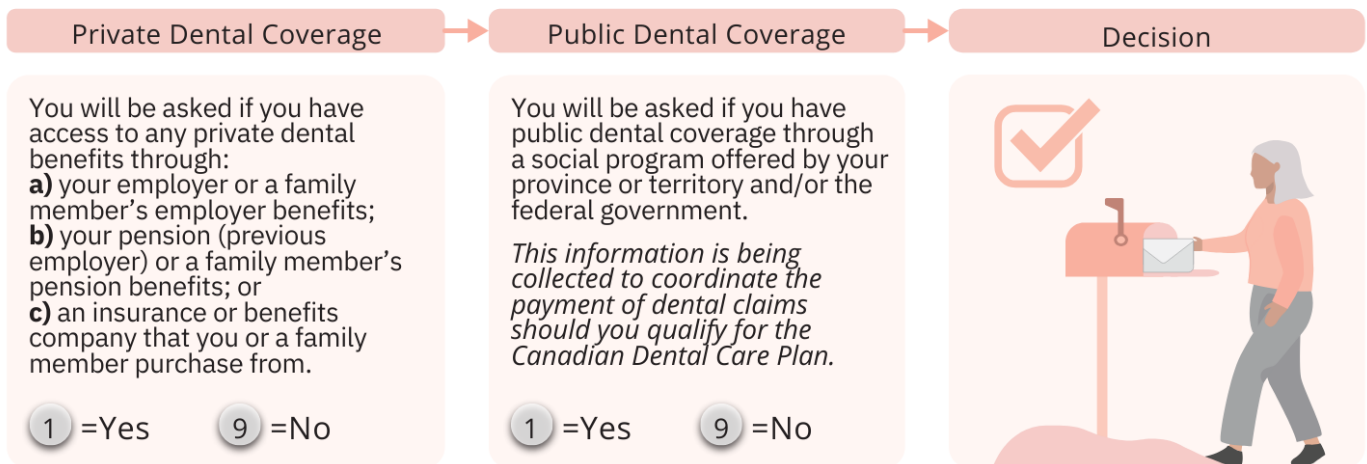 Private Dental Coverage
Public Dental Coverage
Decision
You will be asked if you have
access to any private dental
benefits through:
a) your employer or a family
member’s employer benefits;
b) your pension (previous
employer) or a family member’s
pension benefits; or
c) an insurance or benefits
company that you or a family
member purchase from.
1 =Yes 9 =No
You will be asked if you have
public dental coverage through
a social program offered by your
province or territory and/or the
federal government.
This information is being
collected to coordinate the
payment of dental claims
should you qualify for the
Canadian Dental Care Plan.
1 =Yes 9 =No